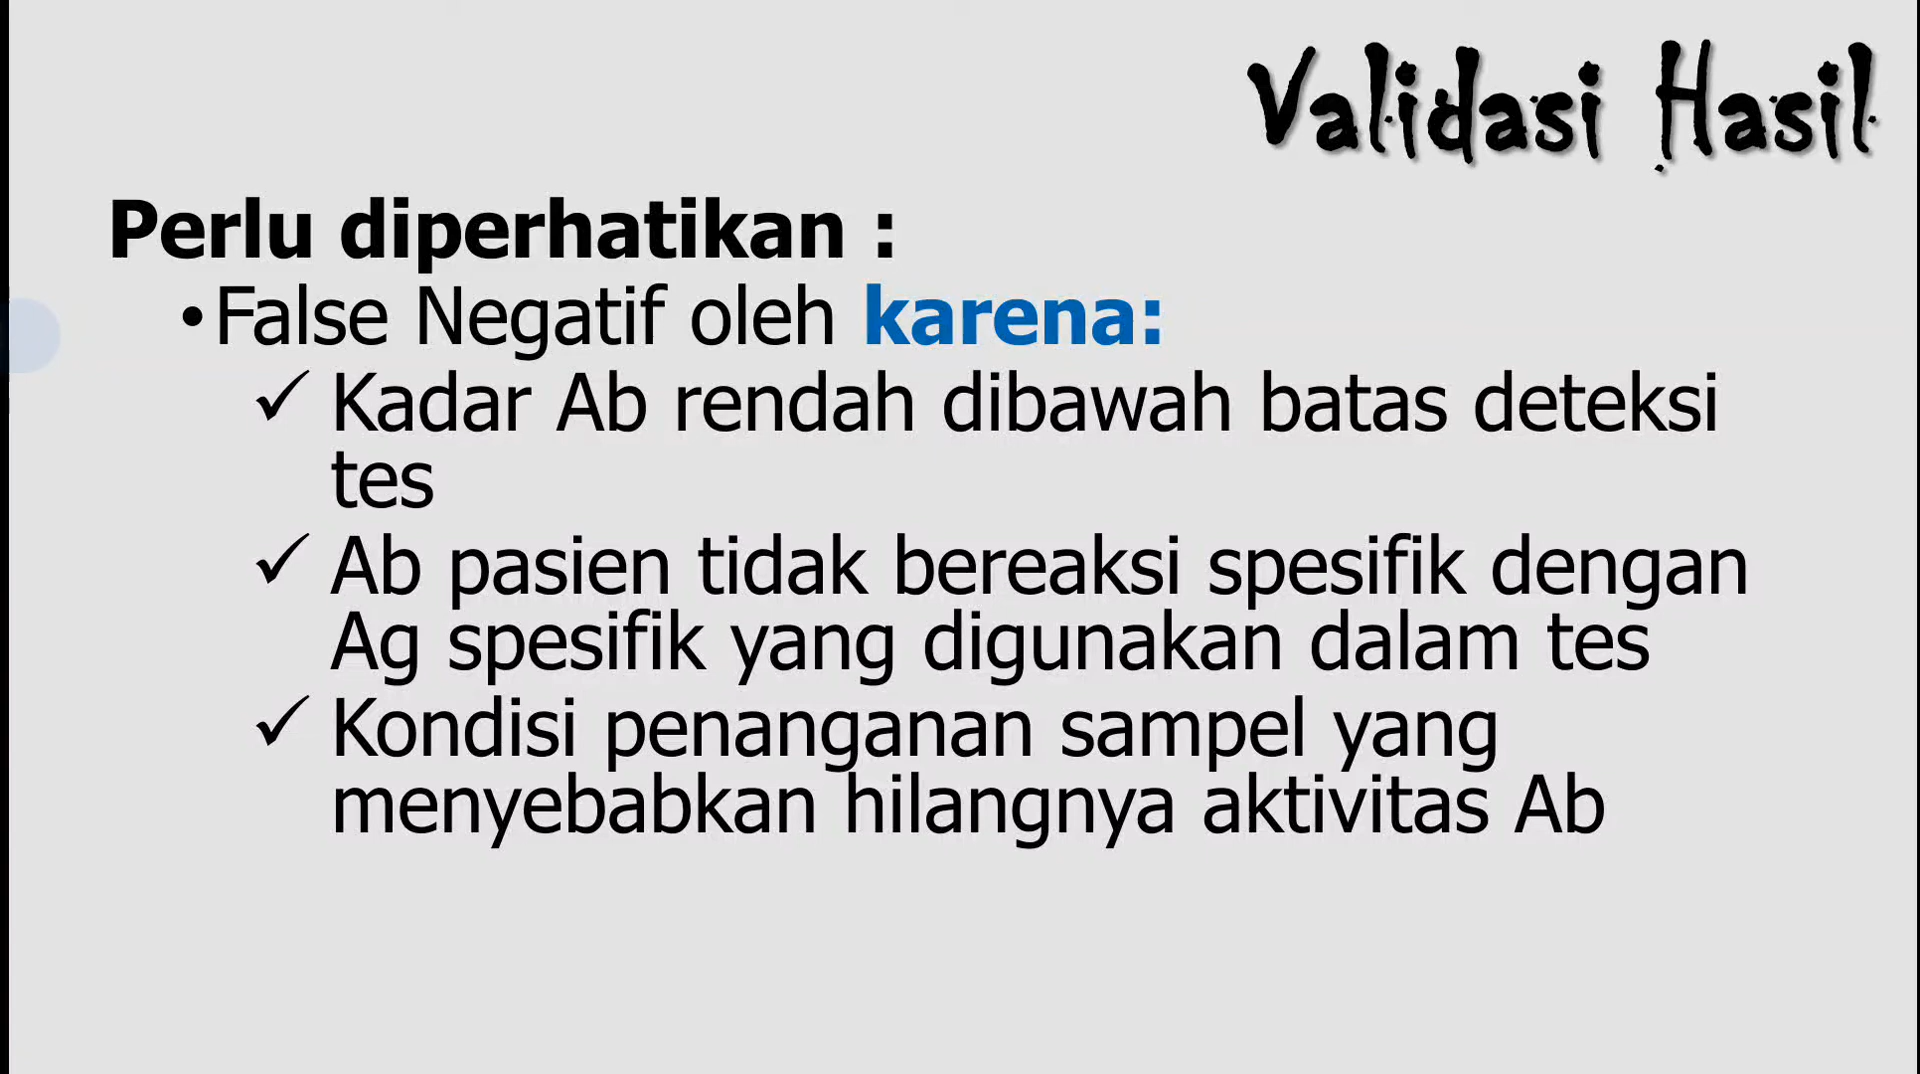 Validasi Hasil
Perlu diperhatikan :
•False Negatif oleh karena:
✓ Kadar Ab rendah dibawah batas deteksi
tes
✓ Ab pasien tidak bereaksi spesifik dengan
Ag spesifik yang digunakan dalam tes
✓ Kondisi penanganan sampel yang
menyebabkan hilangnya aktivitas Ab